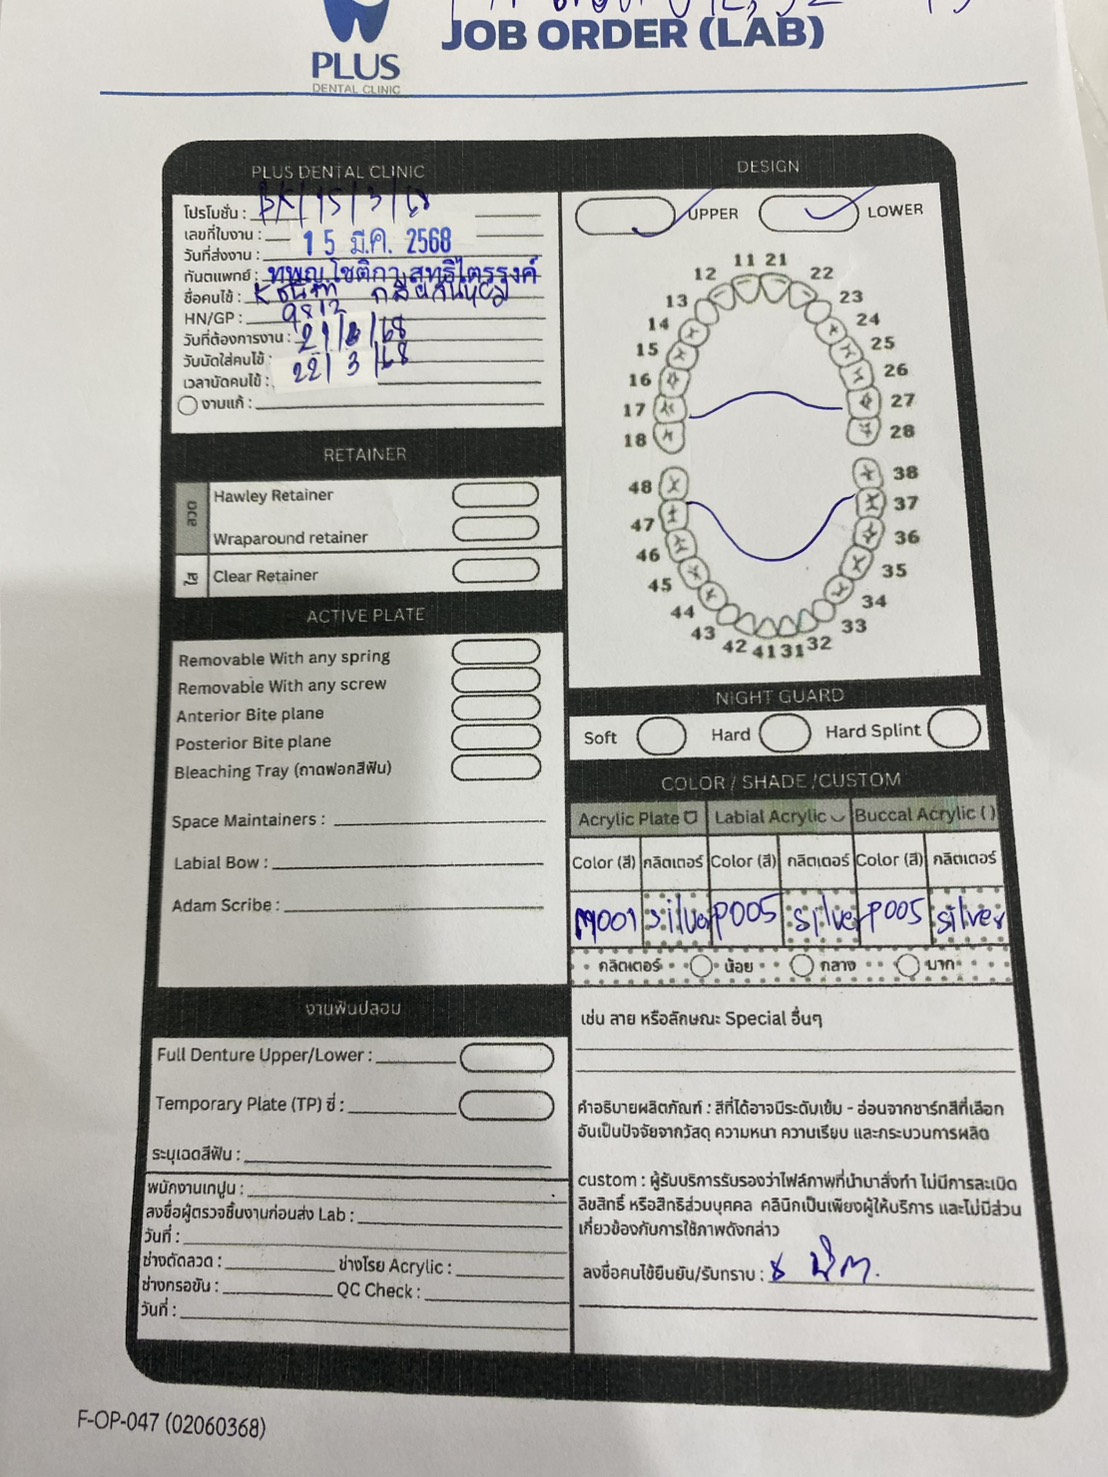 JOB ORDER (LAB)
PLUS
DENTAL CLINIC
PLUS DENTAL CLINIC
โปรโมชั่น : BK/15/3/68
เลขที่ใบงาน :
วันที่ส่งงาน : 15 มี.ค. 2568
ทันตแพทย์ : ทพญ.โชติกา สุทธิไตรรงค์
ชื่อคนไข้ :
HN/GP : 9812
วันที่ต้องการงาน : 21/3/68
วันนัดใส่คนไข้ : 22/3/68
เวลานัดคนไข้ :
งานแก้ :
RETAINER
ลวด
Hawley Retainer
Wraparound retainer
ใส
Clear Retainer
ACTIVE PLATE
Removable With any spring
Removable With any screw
Anterior Bite plane
Posterior Bite plane
Bleaching Tray (ถาดฟอกสีฟัน)
Space Maintainers :
Labial Bow :
Adam Scribe :
งานฟันปลอม
Full Denture Upper/Lower :
Temporary Plate (TP) ซี่ :
ระบุเฉดสีฟัน :
พนักงานเทปูน :
ลงชื่อผู้ตรวจชิ้นงานก่อนส่ง Lab :
วันที่ :
ช่างดัดลวด : ช่างโรย Acrylic :
ช่างกรอขัน : QC Check :
วันที่ :
DESIGN
UPPER LOWER
11 21
12 22
13 23
14 24
15 25
16 26
17 27
18 28
48 38
47 37
46 36
45 35
44 34
43 33
42 41 31 32
NIGHT GUARD
Soft Hard Hard Splint
COLOR / SHADE /CUSTOM
Acrylic Plate Labial Acrylic Buccal Acrylic ( )
Color (สี) กลิตเตอร์ Color (สี) กลิตเตอร์ Color (สี) กลิตเตอร์
M001 silver P005 silver P005 silver
กลิตเตอร์ น้อย กลาง มาก
เช่น ลาย หรือลักษณะ Special อื่นๆ
คำอธิบายผลิตภัณฑ์ : สีที่ได้อาจมีระดับเข้ม - อ่อนจากชาร์ทสีที่เลือก
อันเป็นปัจจัยจากวัสดุ ความหนา ความเรียบ และกระบวนการผลิต
custom : ผู้รับบริการรับรองว่าไฟล์ภาพที่นำมาสั่งทำ ไม่มีการละเมิด
ลิขสิทธิ์ หรือสิทธิส่วนบุคคล คลินิกเป็นเพียงผู้ให้บริการ และไม่มีส่วน
เกี่ยวข้องกับการใช้ภาพดังกล่าว
ลงชื่อคนไข้ยืนยัน/รับทราบ :
F-OP-047 (02060368)